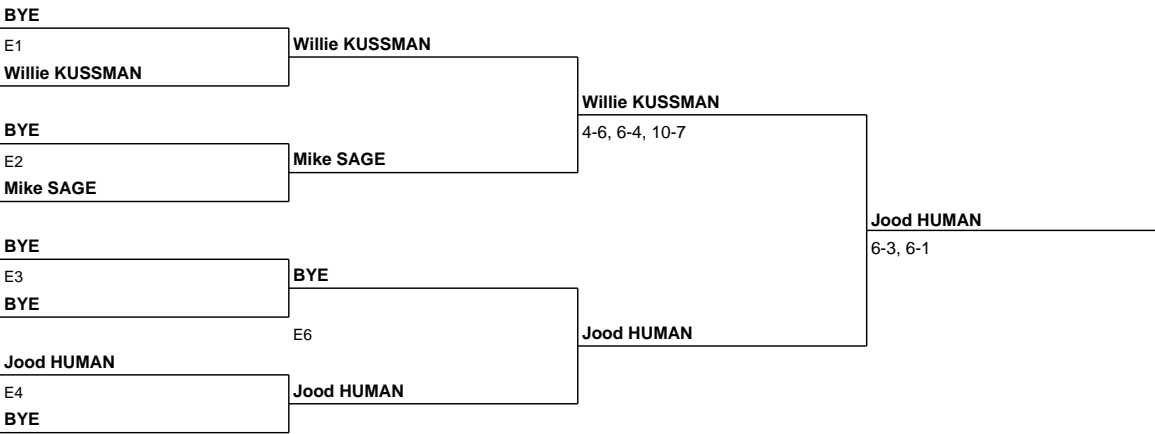 BYE
E1
Willie KUSSMAN
BYE
E2
Mike SAGE
BYE
E3
BYE
Jood HUMAN
E4
BYE
Willie KUSSMAN
Mike SAGE
BYE
E6
Jood HUMAN
Willie KUSSMAN
4-6, 6-4, 10-7
Jood HUMAN
Jood HUMAN
6-3, 6-1